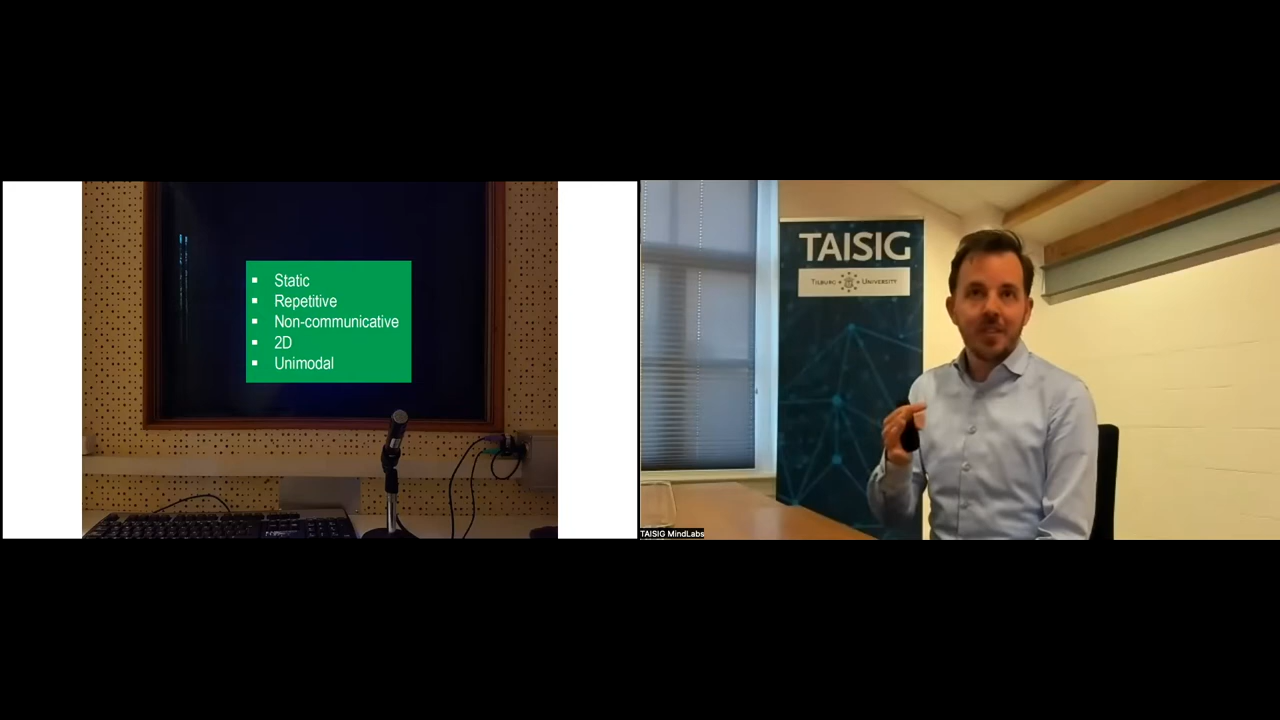 ▪ Static
▪ Repetitive
▪ Non-communicative
▪ 2D
▪ Unimodal
TAISIG
TILBURG UNIVERSITY
TAISIG MindLabs